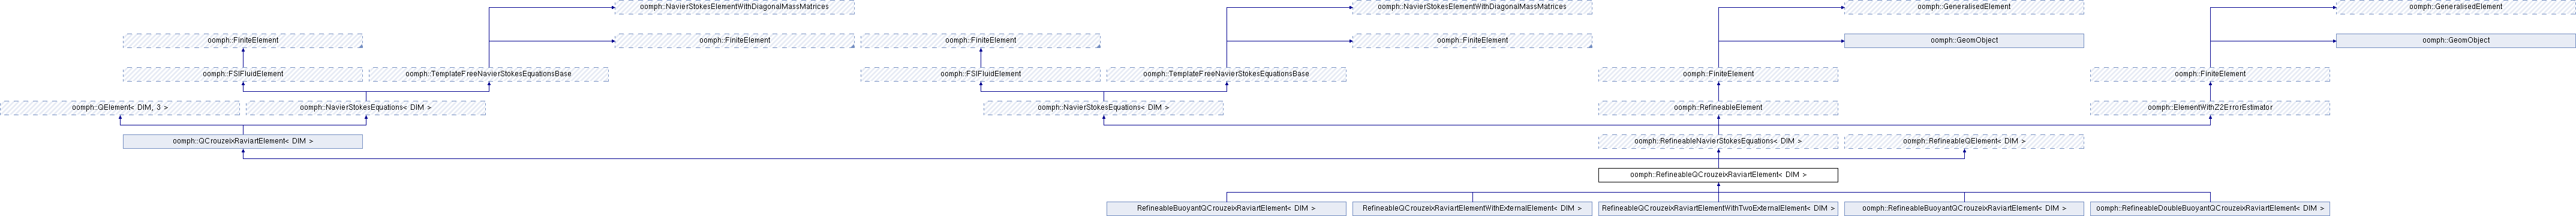 oomph::NavierStokesElementWithDiagonalMassMatrices
oomph::NavierStokesElementWithDiagonalMassMatrices
oomph::GeneralisedElement
oomph::GeneralisedElement
oomph::FiniteElement
oomph::FiniteElement
oomph::FiniteElement
oomph::FiniteElement
oomph::GeomObject
oomph::GeomObject
oomph::FSIFluidElement
oomph::TemplateFreeNavierStokesEquationsBase
oomph::FSIFluidElement
oomph::TemplateFreeNavierStokesEquationsBase
oomph::FiniteElement
oomph::FiniteElement
oomph::QElement< DIM, 3 >
oomph::NavierStokesEquations< DIM >
oomph::NavierStokesEquations< DIM >
oomph::RefineableElement
oomph::ElementWithZ2ErrorEstimator
oomph::QCrouzeixRaviartElement< DIM >
oomph::RefineableNavierStokesEquations< DIM >
oomph::RefineableQElement< DIM >
oomph::RefineableQCrouzeixRaviartElement< DIM >
RefineableBuoyantQCrouzeixRaviartElement< DIM >
RefineableQCrouzeixRaviartElementWithExternalElement< DIM >
RefineableQCrouzeixRaviartElementWithTwoExternalElement< DIM >
oomph::RefineableBuoyantQCrouzeixRaviartElement< DIM >
oomph::RefineableDoubleBuoyantQCrouzeixRaviartElement< DIM >